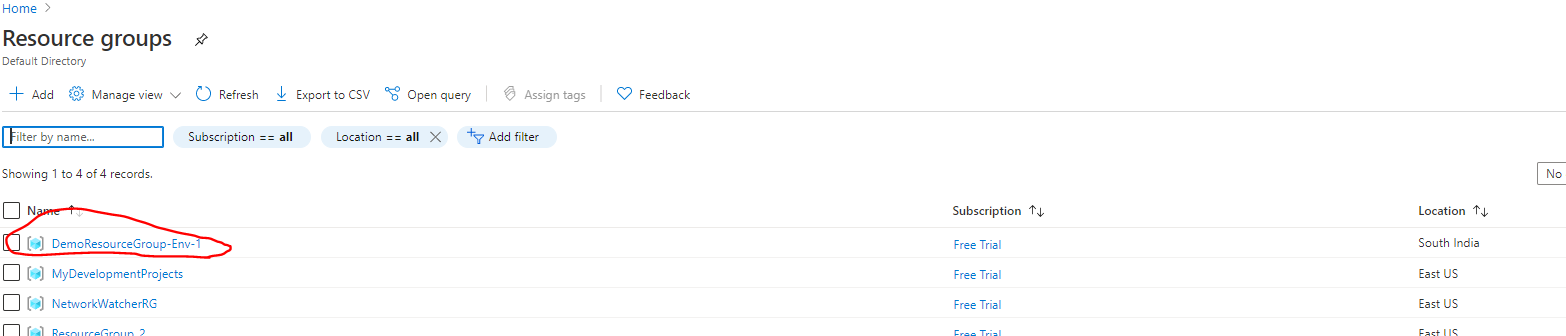 Home >
Resource groups
Default Directory
Add Manage view Refresh Export to CSV Open query Assign tags Feedback
Filter by name... Subscription == all Location == all Add filter
Showing 1 to 4 of 4 records.
No
Name Subscription Location
DemoResourceGroup-Env-1 Free Trial South India
MyDevelopmentProjects Free Trial East US
NetworkWatcherRG Free Trial East US
ResourceGroup_2 Free Trial East US